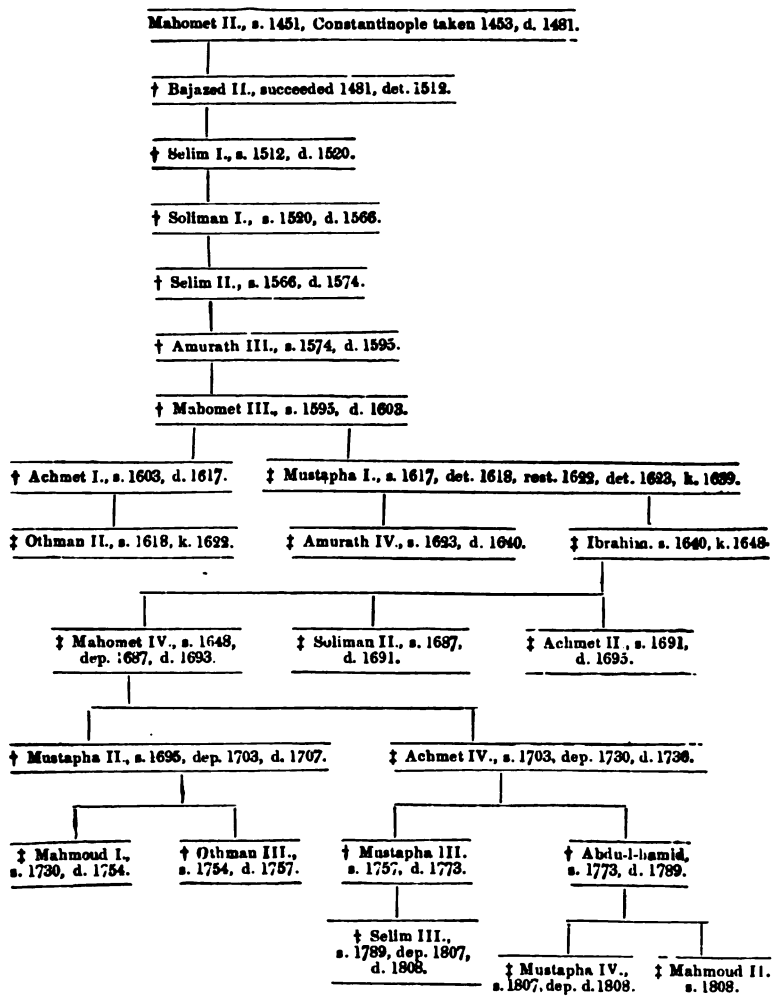 Mahomet II., s. 1451, Constantinople taken 1453, d. 1481.
† Bajazed II., succeeded 1481, det. 1512.
† Selim I., s. 1512, d. 1520.
† Soliman I., s. 1520, d. 1566.
† Selim II., s. 1566, d. 1574.
† Amurath III., s. 1574, d. 1595.
† Mahomet III., s. 1595, d. 1603.
† Achmet I., s. 1603, d. 1617. ‡ Mustapha I., s. 1617, det. 1618, rest. 1622, det. 1623, k. 1639.
‡ Othman II., s. 1618, k. 1622. ‡ Amurath IV., s. 1623, d. 1640. ‡ Ibrahim. s. 1640, k. 1648.
‡ Mahomet IV., s. 1648,
dep. 1687, d. 1693.
‡ Soliman II., s. 1687,
d. 1691.
‡ Achmet II., s. 1691,
d. 1695.
† Mustapha II., s. 1695, dep. 1703, d. 1707. ‡ Achmet IV., s. 1703, dep. 1730, d. 1736.
‡ Mahmoud I.,
s. 1730, d. 1754.
† Othman III.,
s. 1754, d. 1757.
† Mustapha III.
s. 1757, d. 1773.
† Abdu-l-hamid,
s. 1773, d. 1789.
‡ Selim III.,
s. 1789, dep. 1807,
d. 1808.
‡ Mustapha IV.,
s. 1807, dep. d. 1808.
‡ Mahmoud II.
s. 1808.